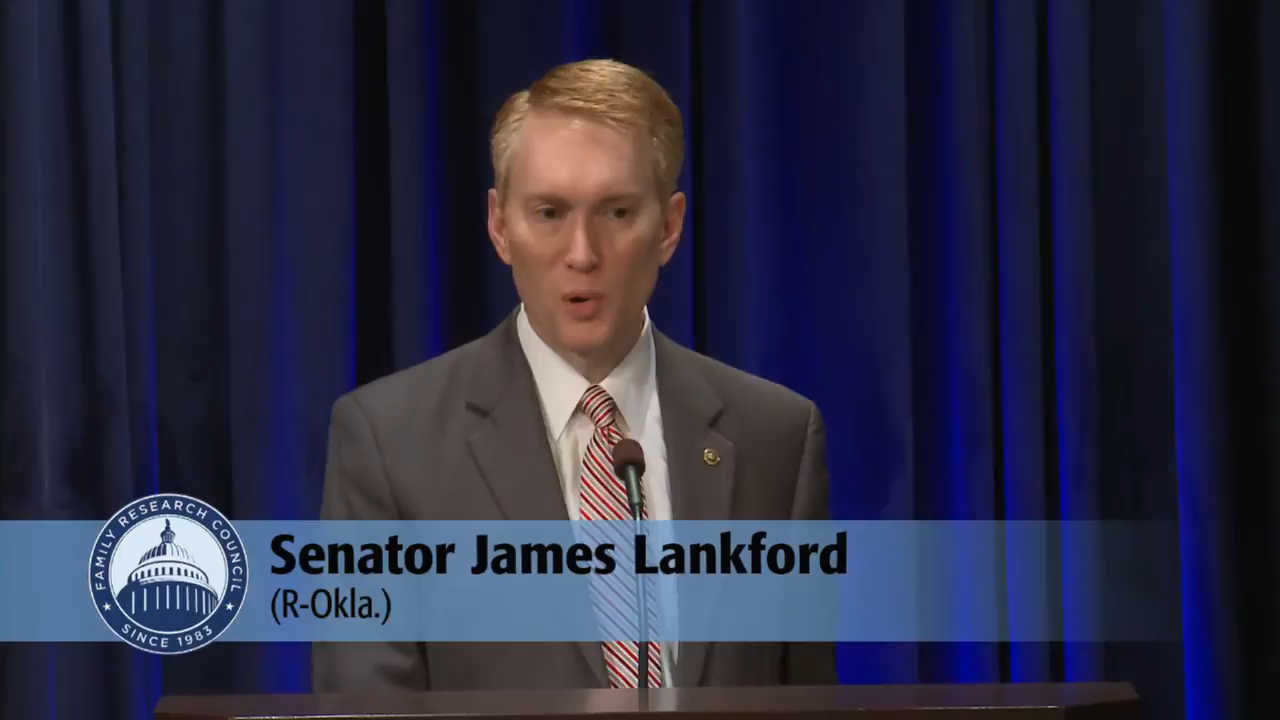 FAMILY RESEARCH COUNCIL
SINCE 1983
Senator James Lankford
(R-Okla.)